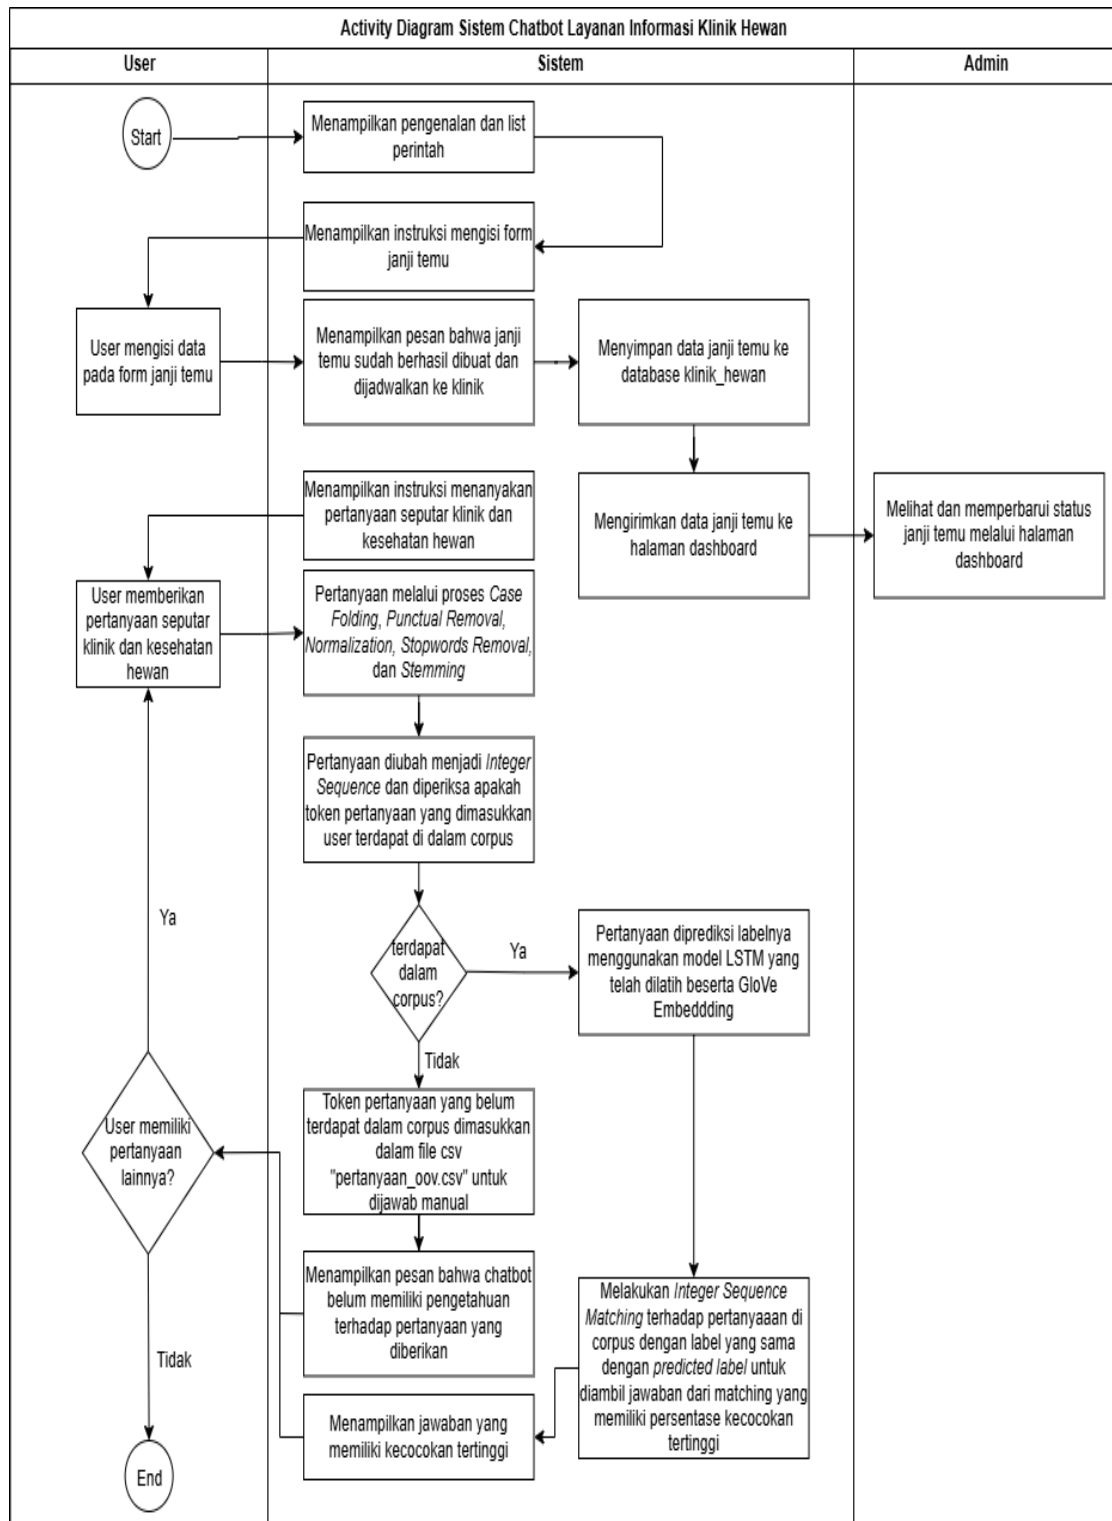 Activity Diagram Sistem Chatbot Layanan Informasi Klinik Hewan
User
Sistem
Admin
Start
Menampilkan pengenalan dan list
perintah
Menampilkan instruksi mengisi form
janji temu
User mengisi data
pada form janji temu
Menampilkan pesan bahwa janji
temu sudah berhasil dibuat dan
dijadwalkan ke klinik
Menyimpan data janji temu ke
database klinik_hewan
Mengirimkan data janji temu ke
halaman dashboard
Melihat dan memperbarui status
janji temu melalui halaman
dashboard
Menampilkan instruksi menanyakan
pertanyaan seputar klinik dan
kesehatan hewan
User memberikan
pertanyaan seputar
klinik dan kesehatan
hewan
Pertanyaan melalui proses Case
Folding, Punctual Removal,
Normalization, Stopwords Removal,
dan Stemming
Pertanyaan diubah menjadi Integer
Sequence dan diperiksa apakah
token pertanyaan yang dimasukkan
user terdapat di dalam corpus
terdapat
dalam
corpus?
Ya
Pertanyaan diprediksi labelnya
menggunakan model LSTM yang
telah dilatih beserta GloVe
Embeddding
Tidak
Token pertanyaan yang belum
terdapat dalam corpus dimasukkan
dalam file csv
"pertanyaan_oov.csv" untuk
dijawab manual
Menampilkan pesan bahwa chatbot
belum memiliki pengetahuan
terhadap pertanyaan yang
diberikan
Melakukan Integer Sequence
Matching terhadap pertanyaaan di
corpus dengan label yang sama
dengan predicted label untuk
diambil jawaban dari matching yang
memiliki persentase kecocokan
tertinggi
Menampilkan jawaban yang
memiliki kecocokan tertinggi
User memiliki
pertanyaan
lainnya?
Ya
Tidak
End